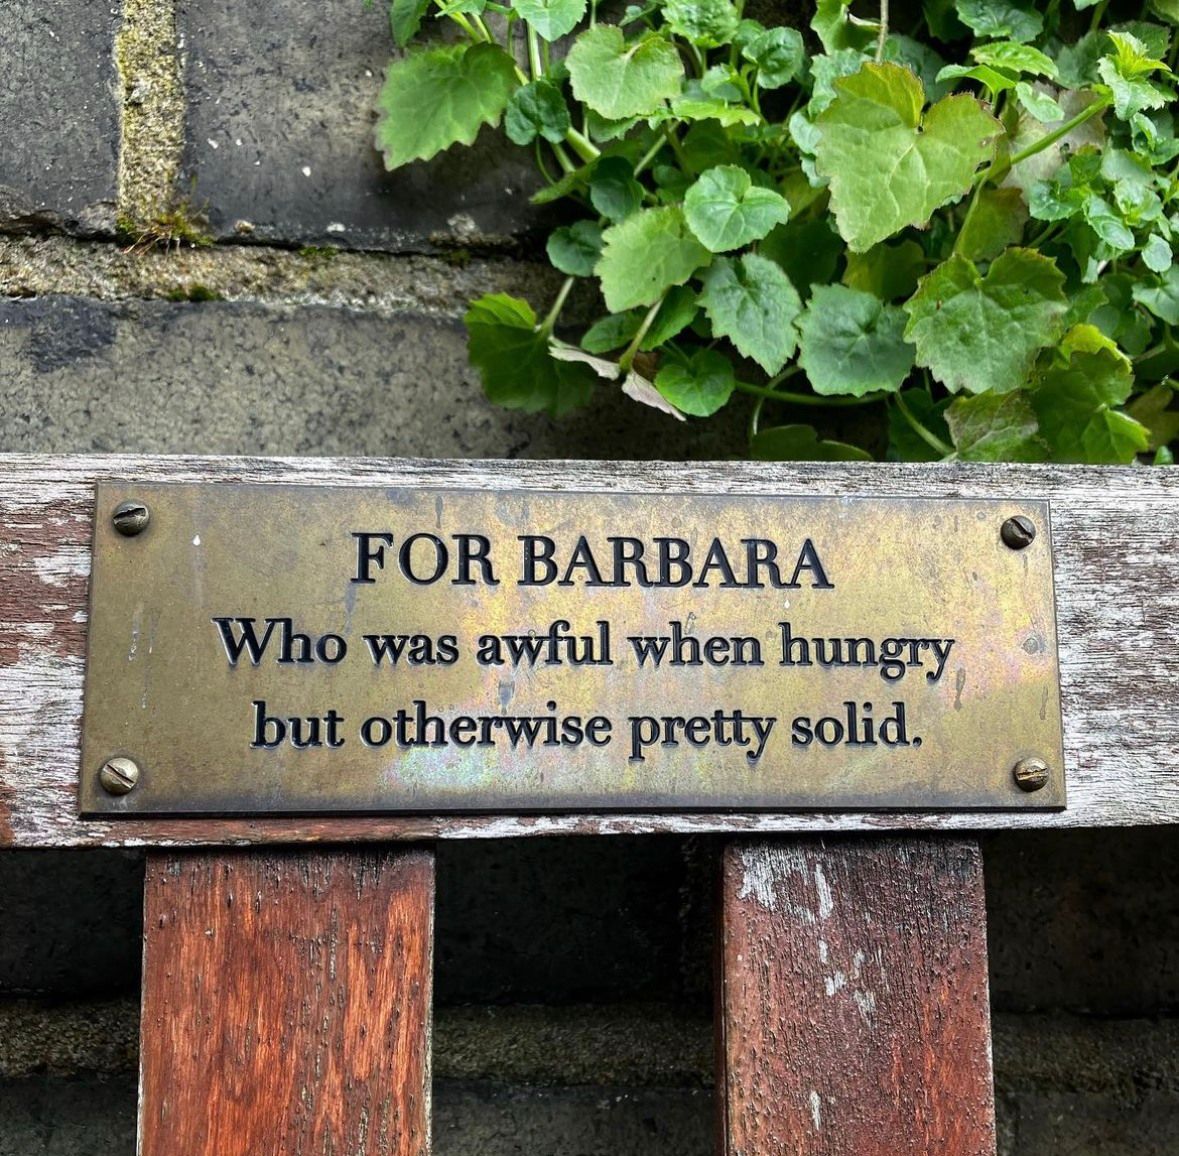 FOR BARBARA
Who was awful when hungry
but otherwise pretty solid.